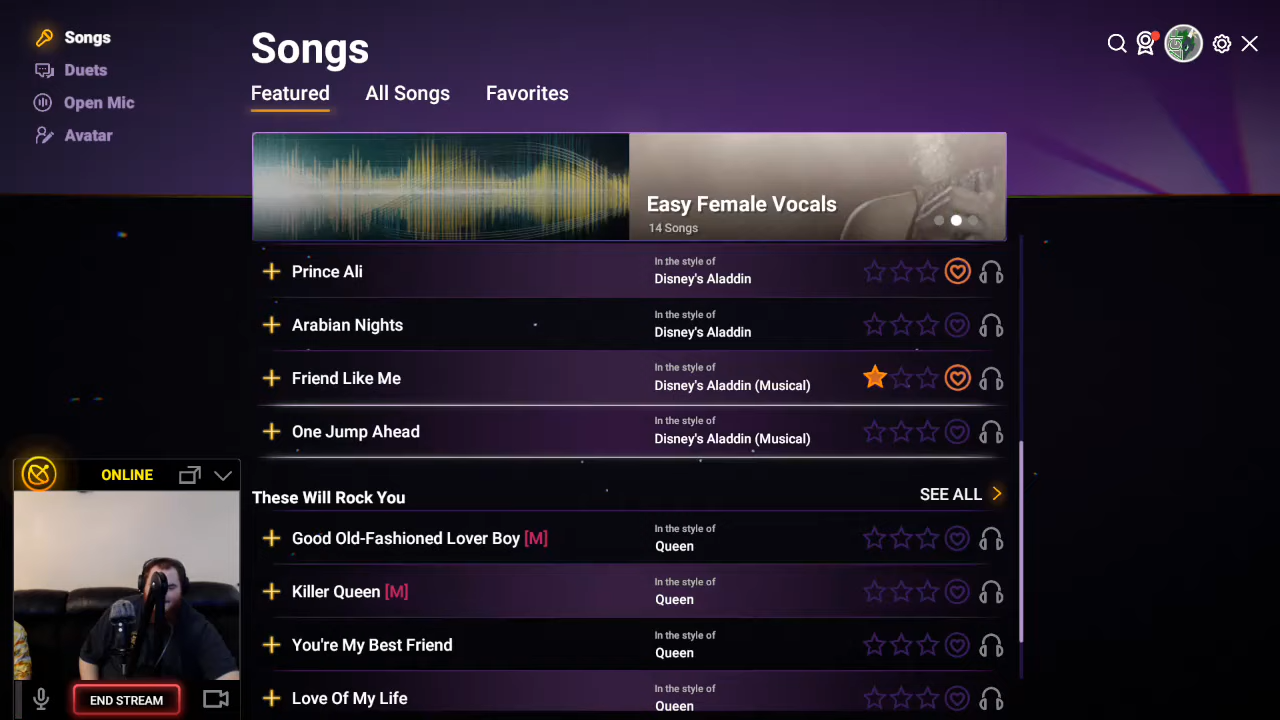 Songs
Duets
Open Mic
Avatar
Songs
Featured All Songs Favorites
Easy Female Vocals
14 Songs
Prince Ali
In the style of
Disney's Aladdin
Arabian Nights
In the style of
Disney's Aladdin
Friend Like Me
In the style of
Disney's Aladdin (Musical)
One Jump Ahead
In the style of
Disney's Aladdin (Musical)
These Will Rock You SEE ALL
Good Old-Fashioned Lover Boy [M]
In the style of
Queen
Killer Queen [M]
In the style of
Queen
You're My Best Friend
In the style of
Queen
Love Of My Life
In the style of
Queen
ONLINE
END STREAM